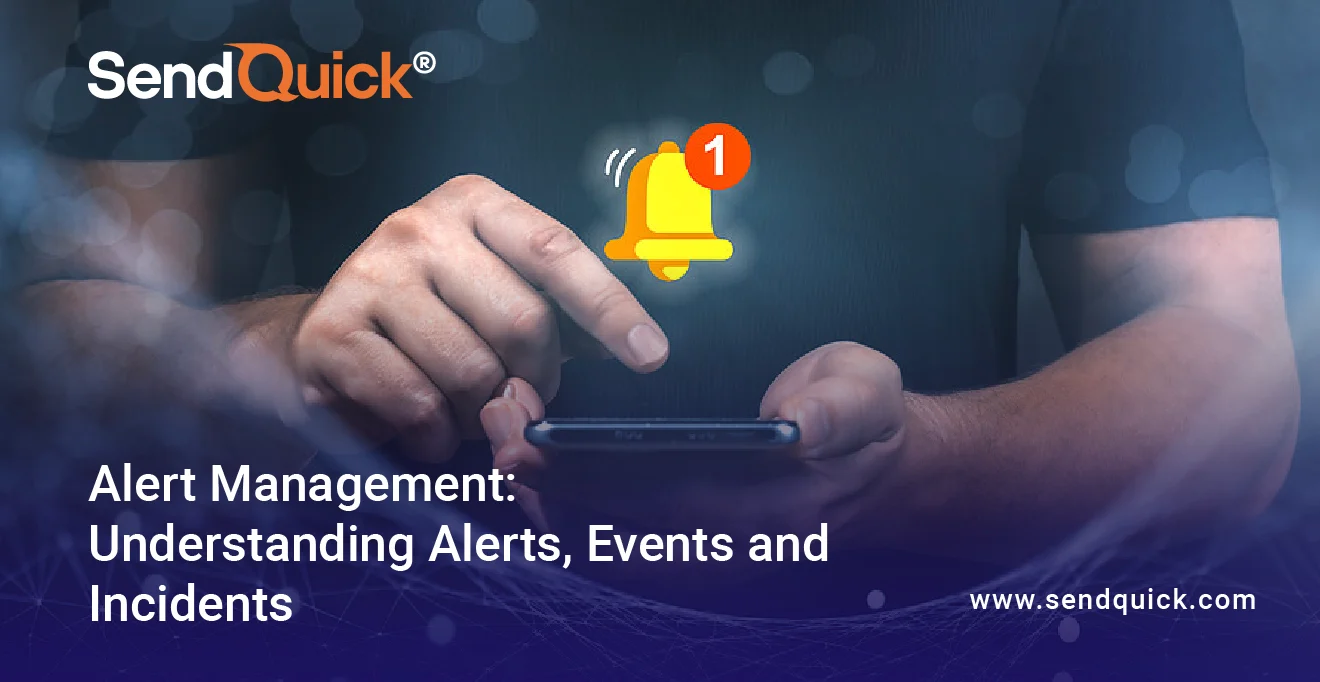 SendQuick®
1
Alert Management:
Understanding Alerts, Events and
Incidents
www.sendquick.com